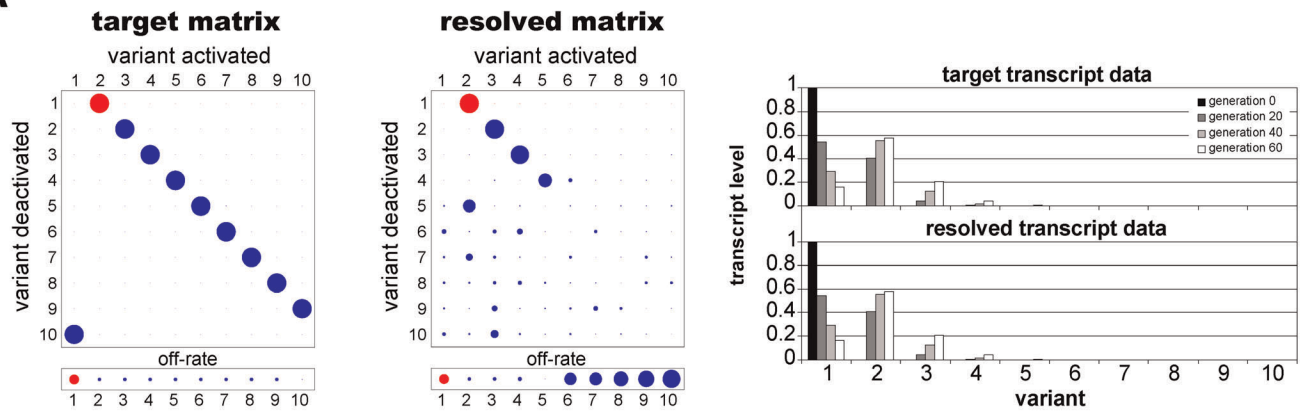 target matrix
variant activated
1 2 3 4 5 6 7 8 9 10
variant deactivated
1
2
3
4
5
6
7
8
9
10
off-rate
1 2 3 4 5 6 7 8 9 10
resolved matrix
variant activated
1 2 3 4 5 6 7 8 9 10
variant deactivated
1
2
3
4
5
6
7
8
9
10
off-rate
1 2 3 4 5 6 7 8 9 10
target transcript data
transcript level
1
0.8
0.6
0.4
0.2
0
generation 0
generation 20
generation 40
generation 60
resolved transcript data
1
0.8
0.6
0.4
0.2
0
1 2 3 4 5 6 7 8 9 10
variant